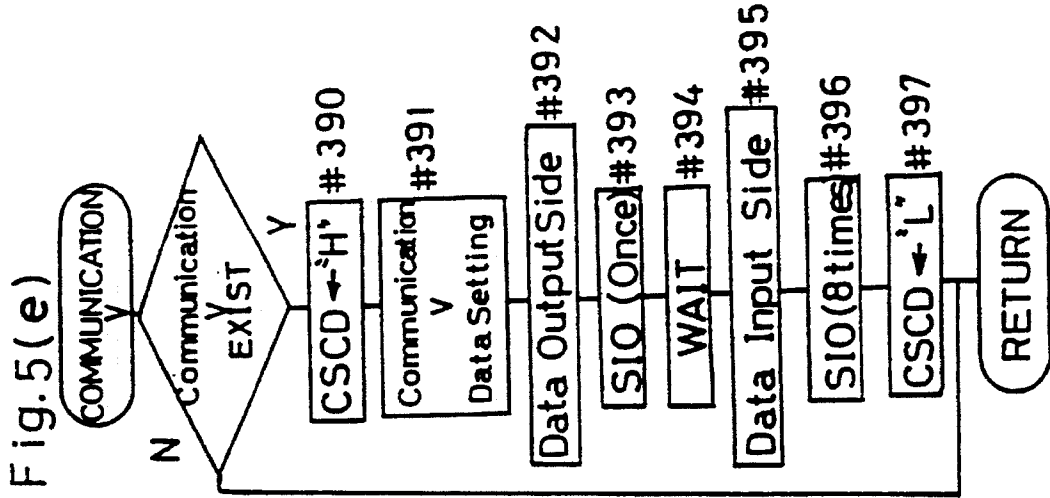 Fig.5(e)
COMMUNICATION
V
Communication
V
EXIST
N
Y
CSCD ← "H"
#390
Communication
V
Data Setting
#391
Data Output Side
#392
SIO (Once)
#393
WAIT
#394
Data Input Side
#395
SIO(8times)
#396
CSCD ← "L"
#397
RETURN